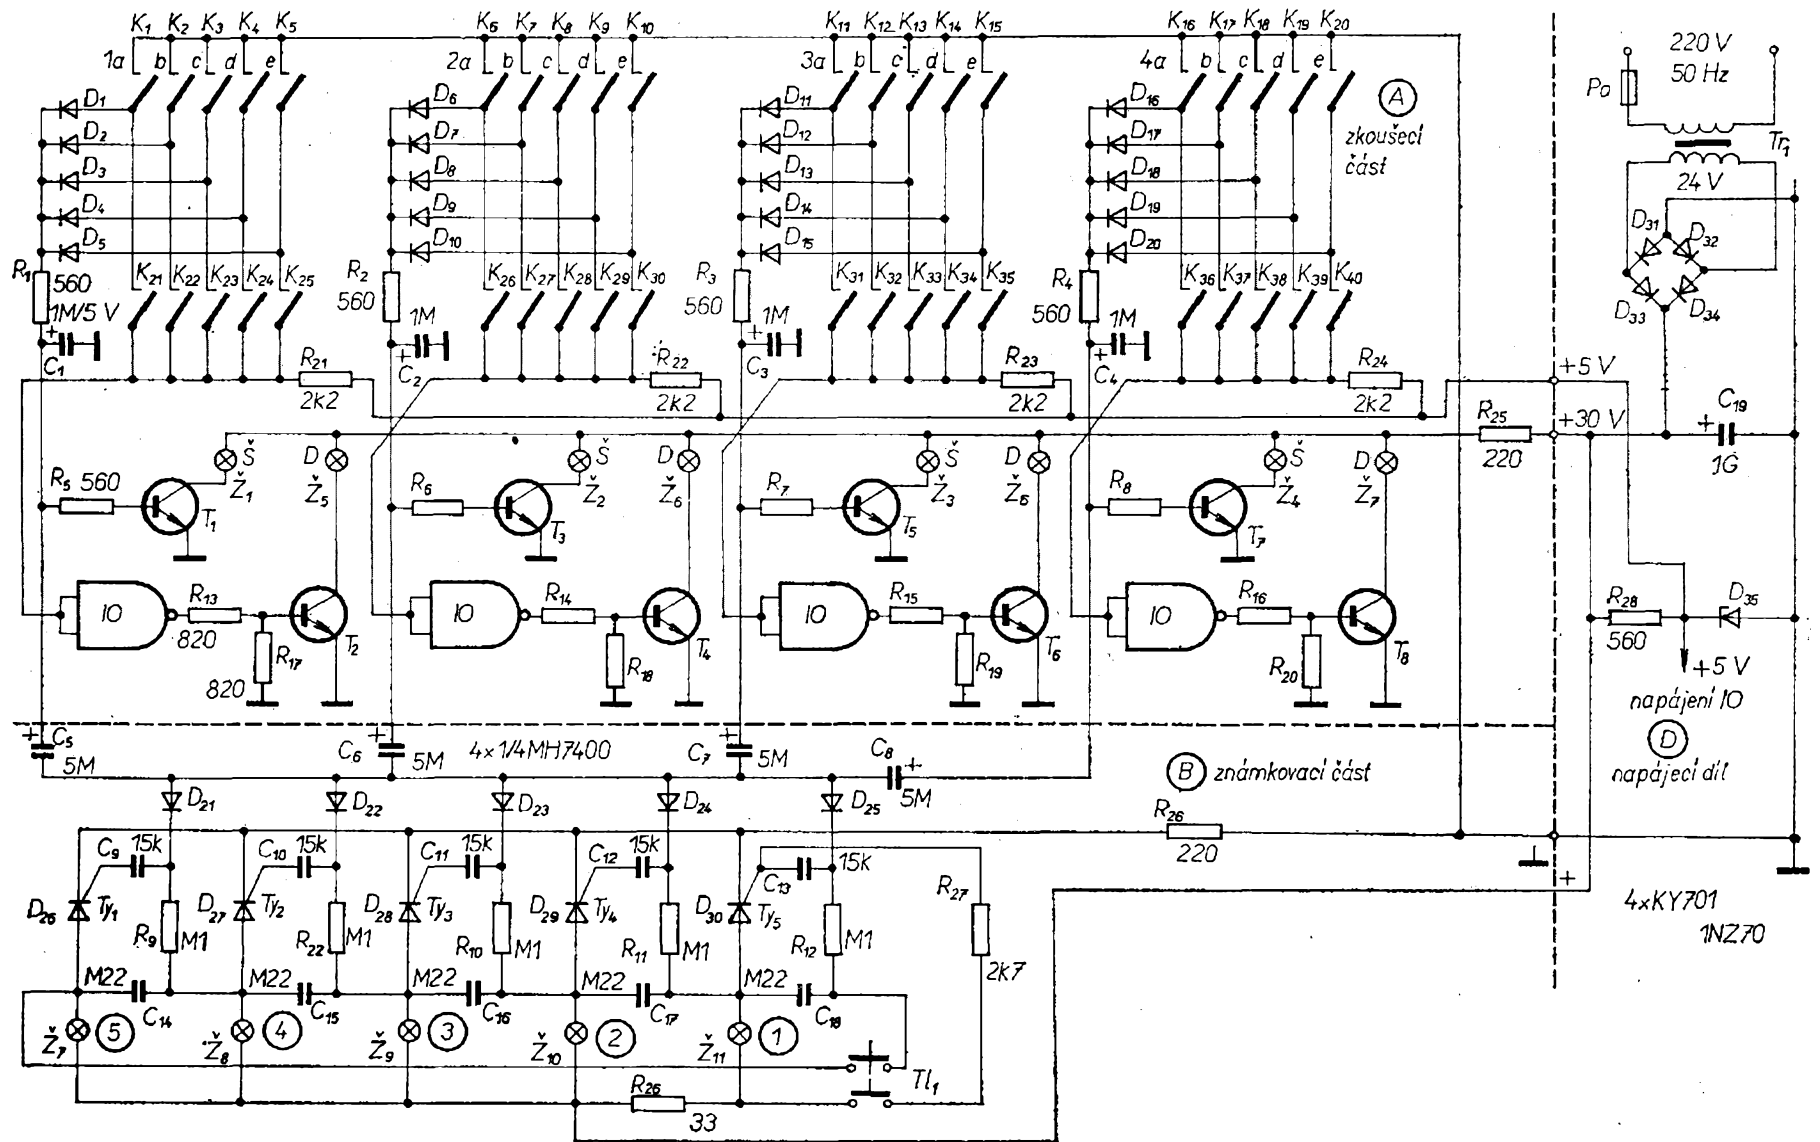 K1 K2 K3 K4 K5 K6 K7 K8 K9 K10 K11 K12 K13 K14 K15 K16 K17 K18 K19 K20
1a b c d e 2a b c d e 3a b c d e 4a b c d e
220 V
50 Hz
Po
Tr1
24 V
D1 D6 D11 D16
D2 D7 D12 D17
D3 D8 D13 D18
D4 D9 D14 D19
D5 D10 D15 D20
A
zkoušecí
část
D31 D32
D33 D34
R1 560 R2 560 R3 560 R4 560
K21 K22 K23 K24 K25 K26 K27 K28 K29 K30 K31 K32 K33 K34 K35 K36 K37 K38 K39 K40
1M/5 V + C1 1M + C2 1M + C3 1M + C4
R21 2k2 R22 2k2 R23 2k2 R24 2k2
+5 V
+30 V
R25 220
+ C19 1G
Š Ž1 D Ž5 Š Ž2 D Ž6 Š Ž3 D Ž6 Š Ž4 D Ž7
R5 560 T1 R6 T3 R7 T5 R8 T7
IO R13 820 T2 IO R14 T4 IO R15 T6 IO R16 T8
R17 820 R18 R19 R20
R28 560 D35
+5 V
napájení IO
D
napájecí díl
+ C5 5M C6 + 5M 4x1/4MH7400 C7 + 5M C8 + 5M
B známkovací část
D21 D22 D23 D24 D25
R26 220
C9 15k C10 15k C11 15k C12 15k C13 15k
D26 Ty1 D27 Ty2 D28 Ty3 D29 Ty4 D30 Ty5
R9 M1 R22 M1 R10 M1 R11 M1 R12 M1
R27 2k7
+
4xKY701
1NZ70
M22 C14 M22 C15 M22 C16 M22 C17 M22 C18
Ž7 5 Ž8 4 Ž9 3 Ž10 2 Ž11 1
R26 33
Tl1